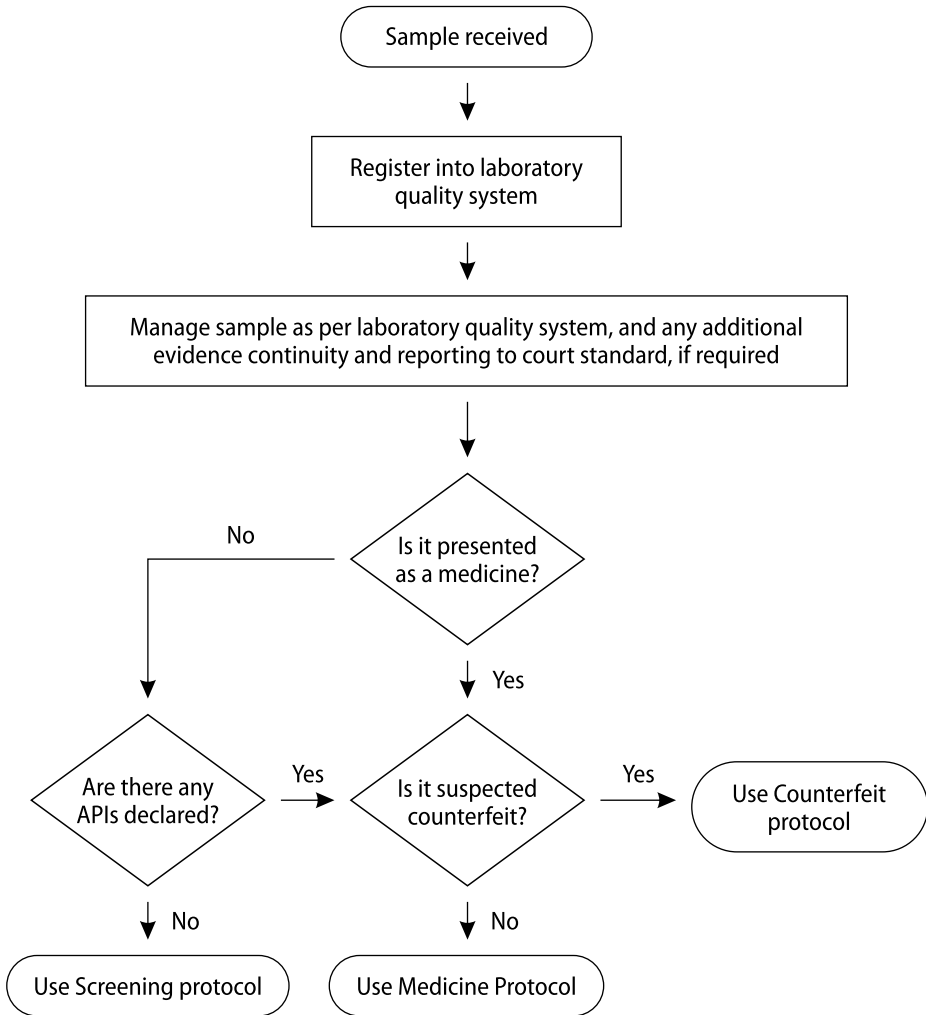 Sample received
Register into laboratory
quality system
Manage sample as per laboratory quality system, and any additional
evidence continuity and reporting to court standard, if required
Is it presented
as a medicine?
No
Yes
Are there any
APIs declared?
Yes
Is it suspected
counterfeit?
Yes
Use Counterfeit
protocol
No
No
Use Screening protocol
Use Medicine Protocol